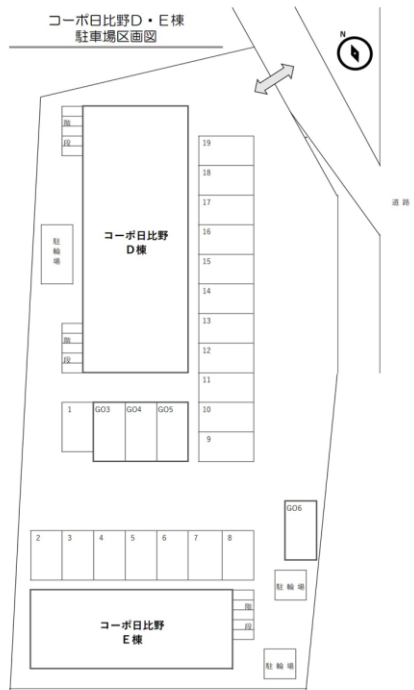 コーポ日比野D・E棟
駐車場区画図
N
道路
階
段
19
18
17
16
15
14
13
12
11
10
9
コーポ日比野
D棟
駐輪場
階
段
1
GO3
GO4
GO5
GO6
2
3
4
5
6
7
8
駐輪場
コーポ日比野
E棟
階
段
駐輪場